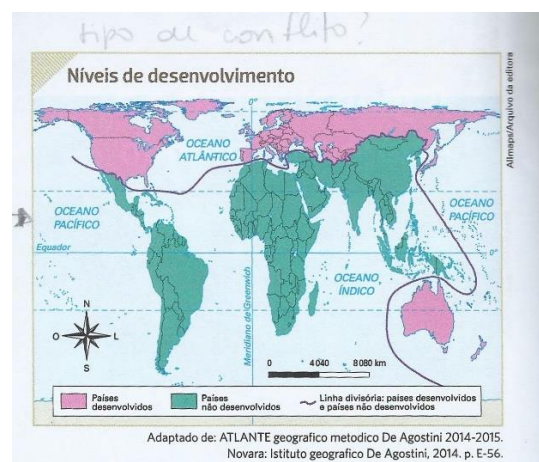 tipo de conflito?
Níveis de desenvolvimento
Allmaps/Arquivo da editora
0°
OCEANO
ATLÂNTICO
OCEANO
PACÍFICO
OCEANO
PACÍFICO
Equador
0°
OCEANO
ÍNDICO
Meridiano de Greenwich
N
O
L
S
0 4 040 8 080 km
Países
desenvolvidos
Países
não desenvolvidos
Linha divisória: países desenvolvidos
e países não desenvolvidos
Adaptado de: ATLANTE geografico metodico De Agostini 2014-2015.
Novara: Istituto geografico De Agostini, 2014. p. E-56.